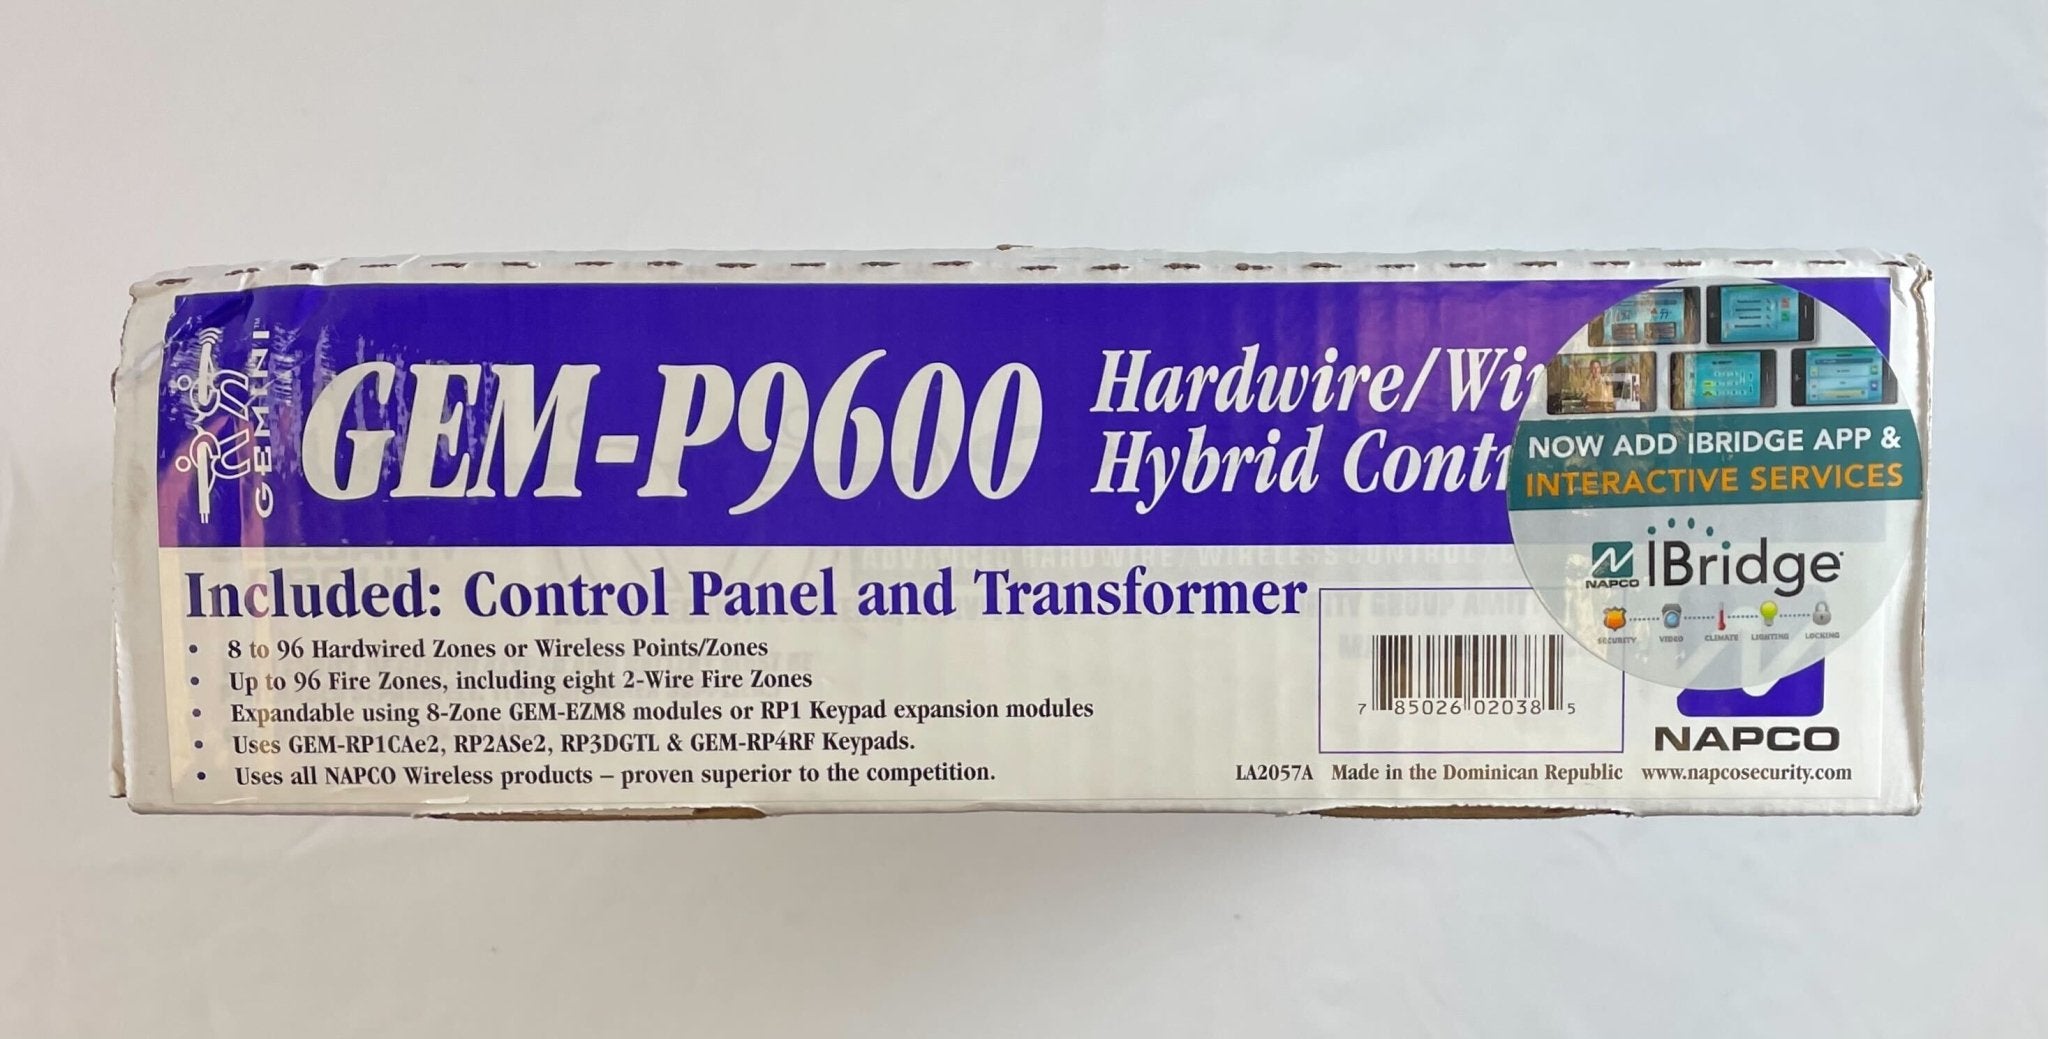 GEMINI™
GEM-P9600
Hardwire/Wir
Hybrid Contr
NOW ADD IBRIDGE APP &
INTERACTIVE SERVICES
NAPCO
iBridge
SECURITY VIDEO CLIMATE LIGHTING LOCKING
Included: Control Panel and Transformer
• 8 to 96 Hardwired Zones or Wireless Points/Zones
• Up to 96 Fire Zones, including eight 2-Wire Fire Zones
• Expandable using 8-Zone GEM-EZM8 modules or RP1 Keypad expansion modules
• Uses GEM-RP1CAe2, RP2ASe2, RP3DGTL & GEM-RP4RF Keypads.
• Uses all NAPCO Wireless products – proven superior to the competition.
7 85026 02038 5
NAPCO
LA2057A Made in the Dominican Republic www.napcosecurity.com